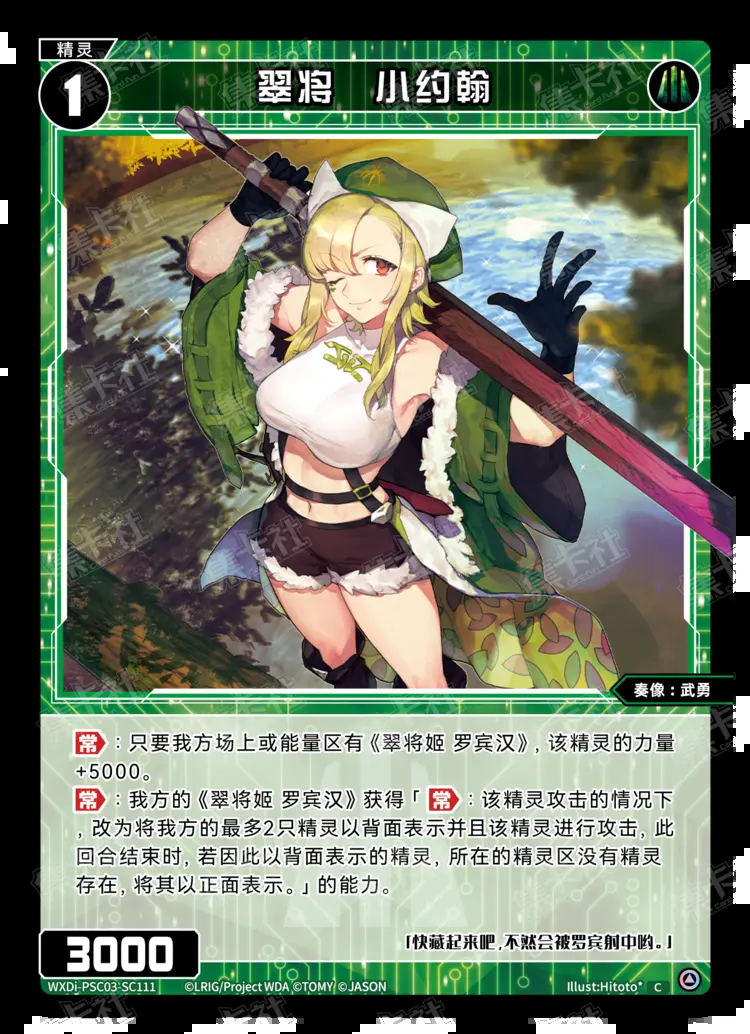 精灵
1
翠将 小约翰
奏像：武勇
常：只要我方场上或能量区有《翠将姬 罗宾汉》，该精灵的力量
+5000。
常：我方的《翠将姬 罗宾汉》获得「常：该精灵攻击的情况下
，改为将我方的最多2只精灵以背面表示并且该精灵进行攻击，此
回合结束时，若因此以背面表示的精灵，所在的精灵区没有精灵
存在，将其以正面表示。」的能力。
「快藏起来吧，不然会被罗宾射中哟。」
3000
WXDi-PSC03-SC111 ©LRIG/Project WDA ©TOMY ©JASON Illust:Hitoto* C
集卡社